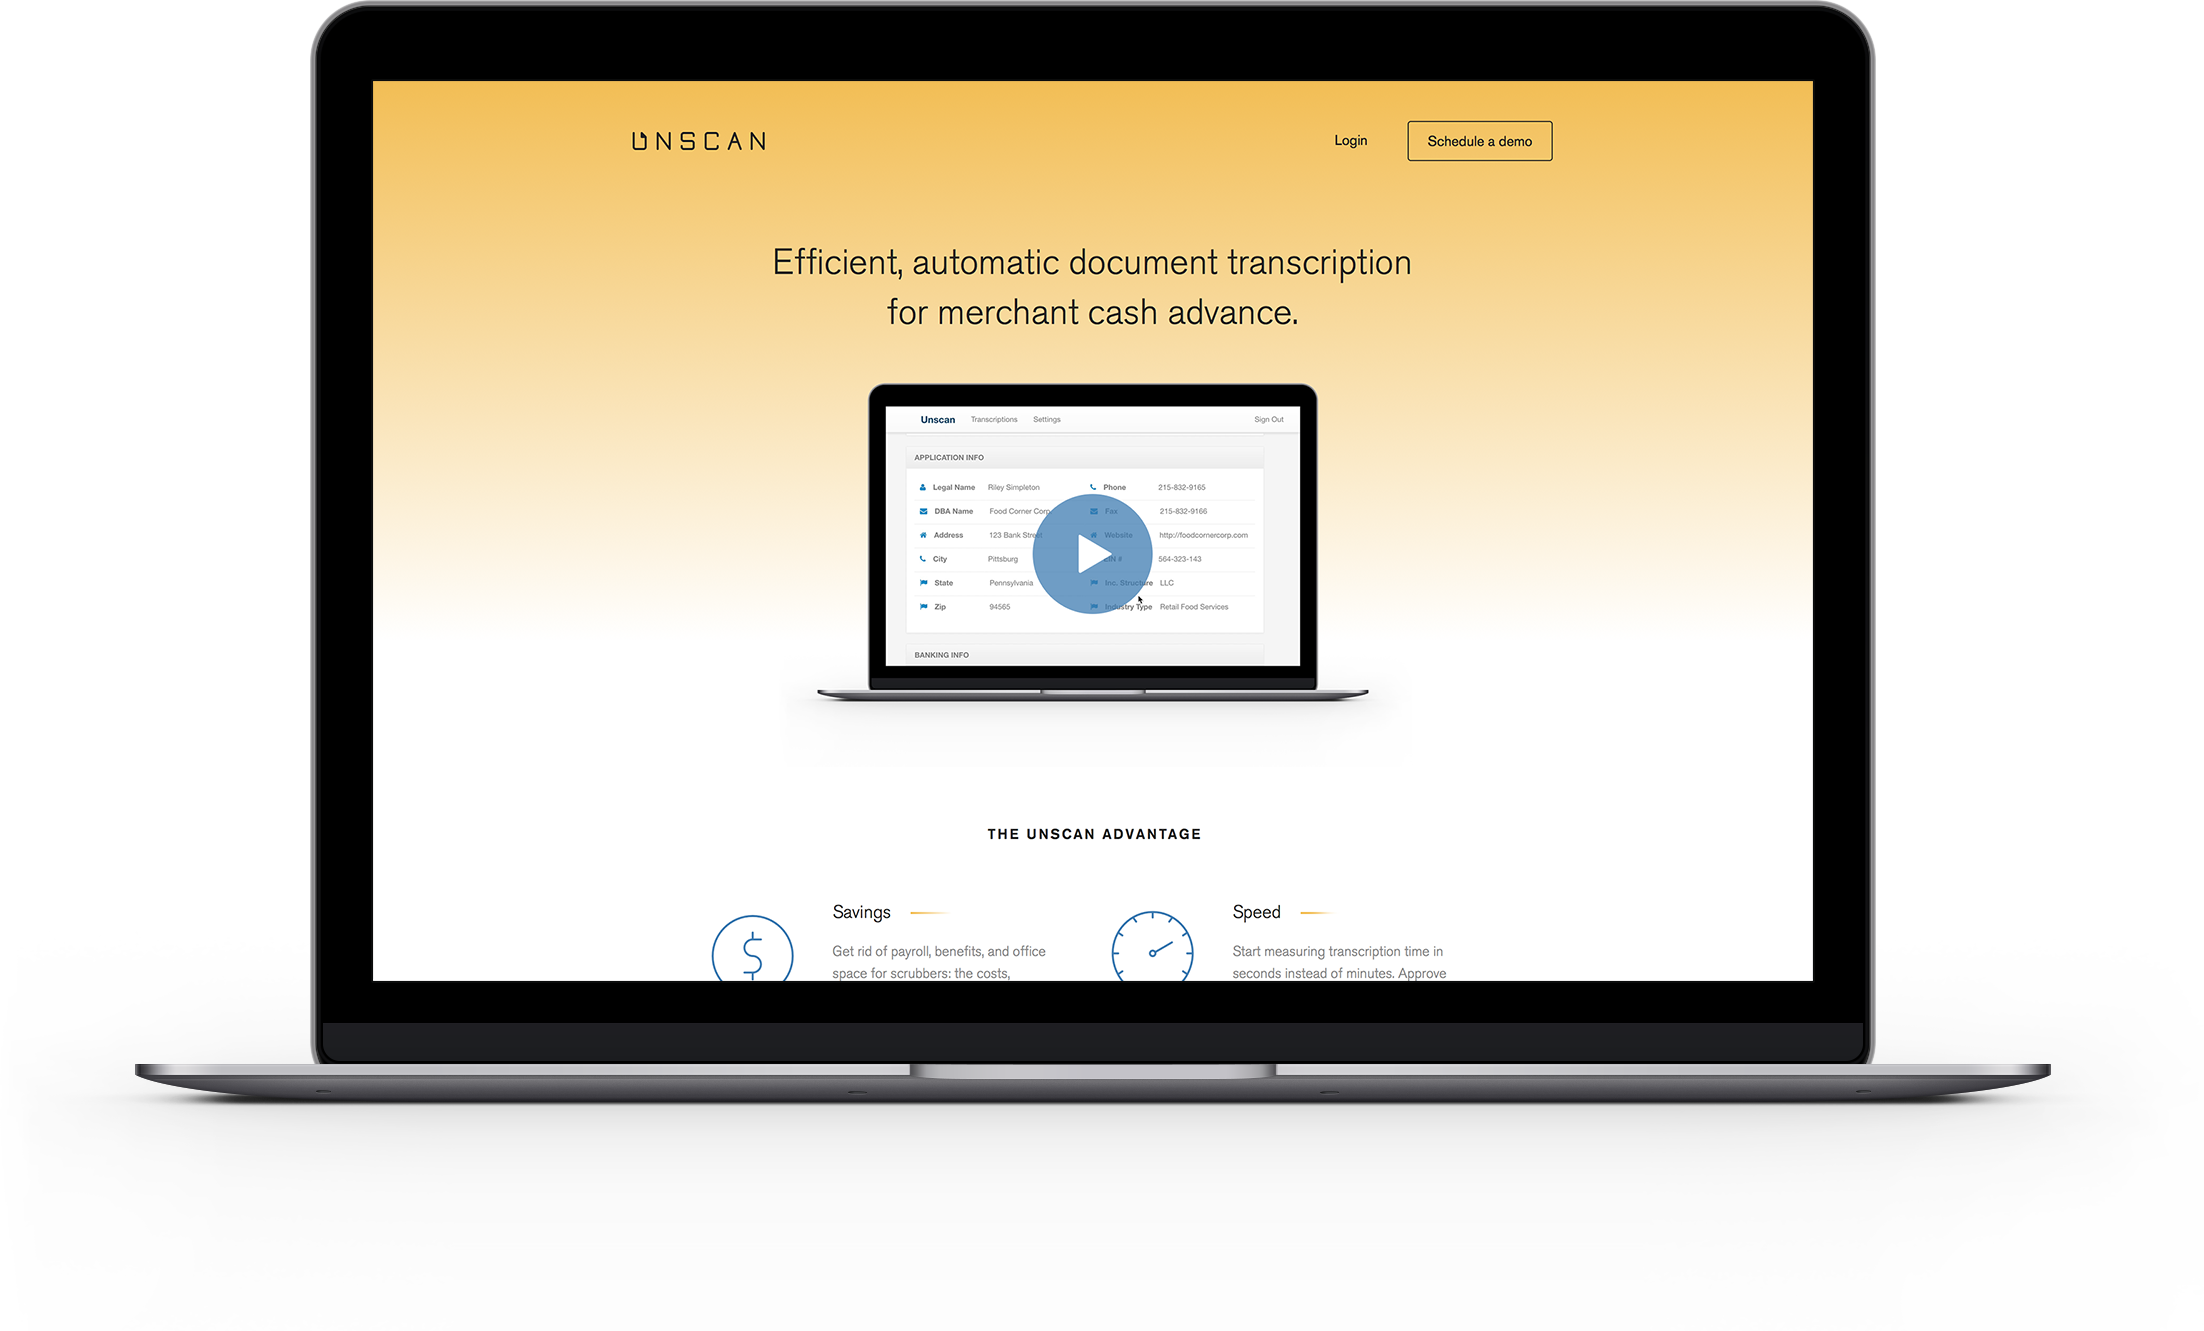 UNSCAN
Login
Schedule a demo
Efficient, automatic document transcription
for merchant cash advance.
Unscan Transcriptions Settings Sign Out
APPLICATION INFO
Legal Name Riley Simpleton Phone 215-832-9165
DBA Name Food Corner Corp. Fax 215-832-9166
Address 123 Bank Street Website http://foodcornercorp.com
City Pittsburg EIN # 564-323-143
State Pennsylvania Inc. Structure LLC
Zip 94565 Industry Type Retail Food Services
BANKING INFO
THE UNSCAN ADVANTAGE
Savings
Get rid of payroll, benefits, and office
space for scrubbers: the costs,
Speed
Start measuring transcription time in
seconds instead of minutes. Approve